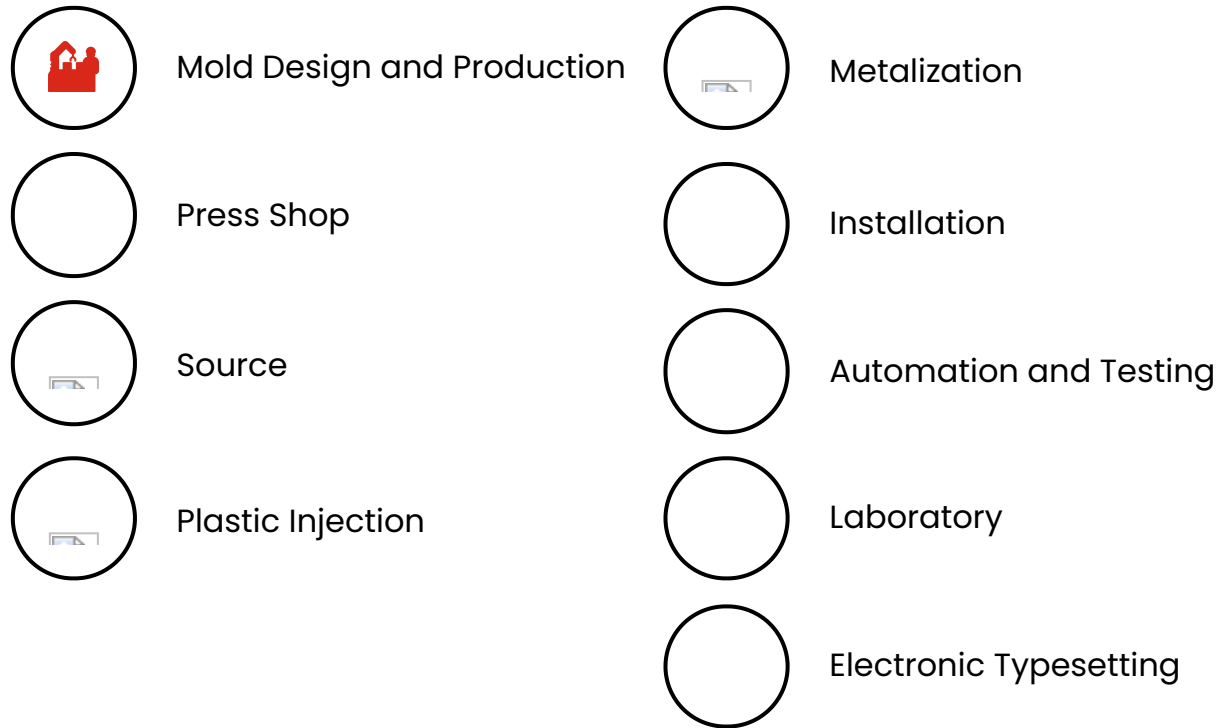 Mold Design and Production
Press Shop
Source
Plastic Injection
Metalization
Installation
Automation and Testing
Laboratory
Electronic Typesetting